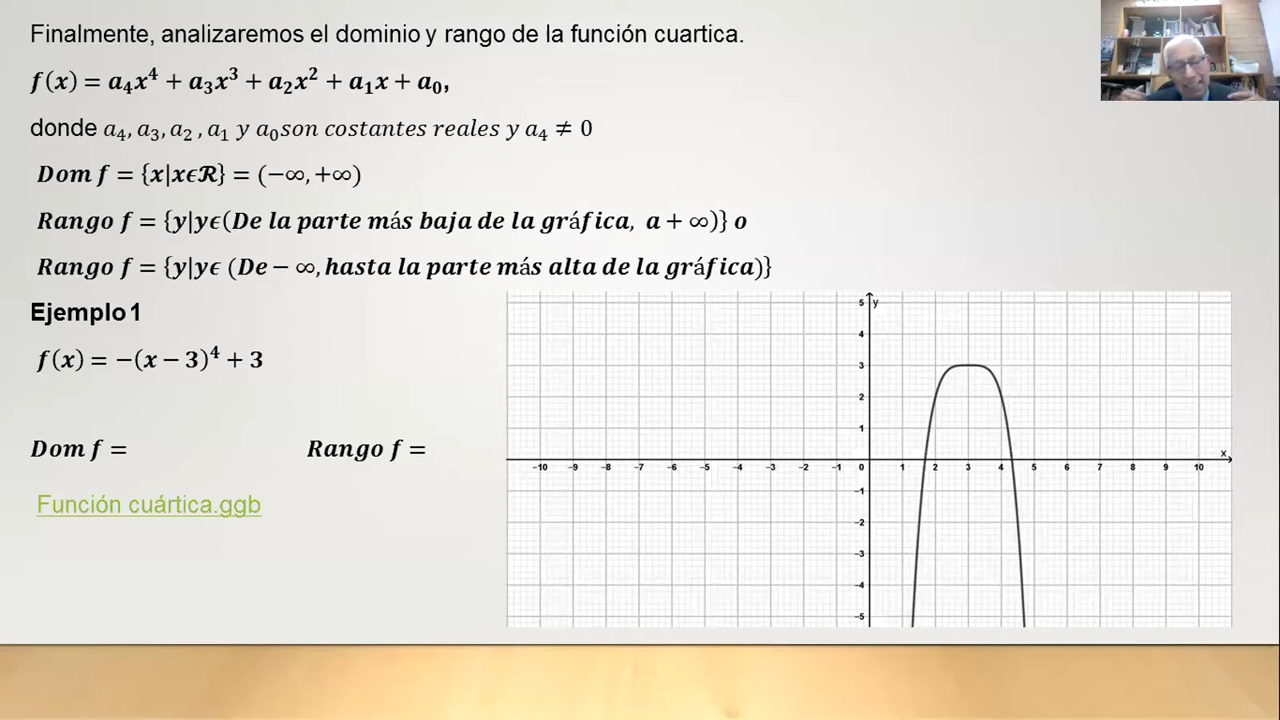 Finalmente, analizaremos el dominio y rango de la función cuartica.
f(x) = a₄x⁴ + a₃x³ + a₂x² + a₁x + a₀,
donde a₄, a₃, a₂ , a₁ y a₀son costantes reales y a₄ ≠ 0
Dom f = {x|xϵℛ} = (−∞, +∞)
Rango f = {y|yϵ(De la parte más baja de la gráfica, a + ∞)} o
Rango f = {y|yϵ (De − ∞, hasta la parte más alta de la gráfica)}
Ejemplo 1
f(x) = −(x − 3)⁴ + 3
Dom f = Rango f =
Función cuártica.ggb
y
5
4
3
2
1
−10 −9 −8 −7 −6 −5 −4 −3 −2 −1 0 1 2 3 4 5 6 7 8 9 10 x
−1
−2
−3
−4
−5